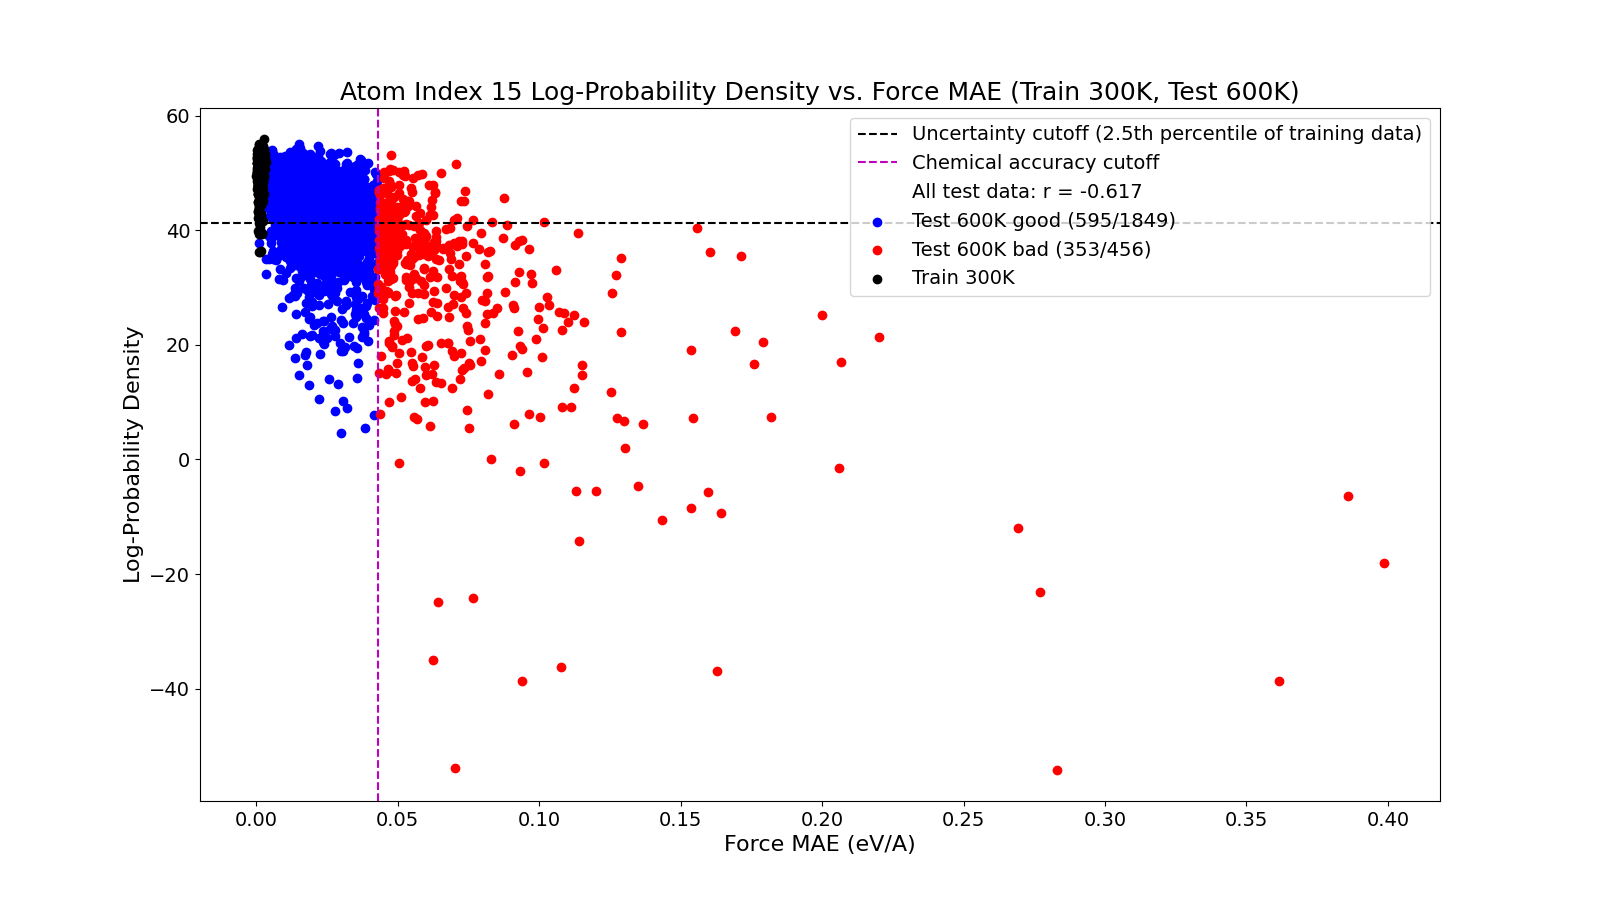 Atom Index 15 Log-Probability Density vs. Force MAE (Train 300K, Test 600K)
60
40
20
0
−20
−40
Log-Probability Density
Uncertainty cutoff (2.5th percentile of training data)
Chemical accuracy cutoff
All test data: r = -0.617
Test 600K good (595/1849)
Test 600K bad (353/456)
Train 300K
0.00 0.05 0.10 0.15 0.20 0.25 0.30 0.35 0.40
Force MAE (eV/A)